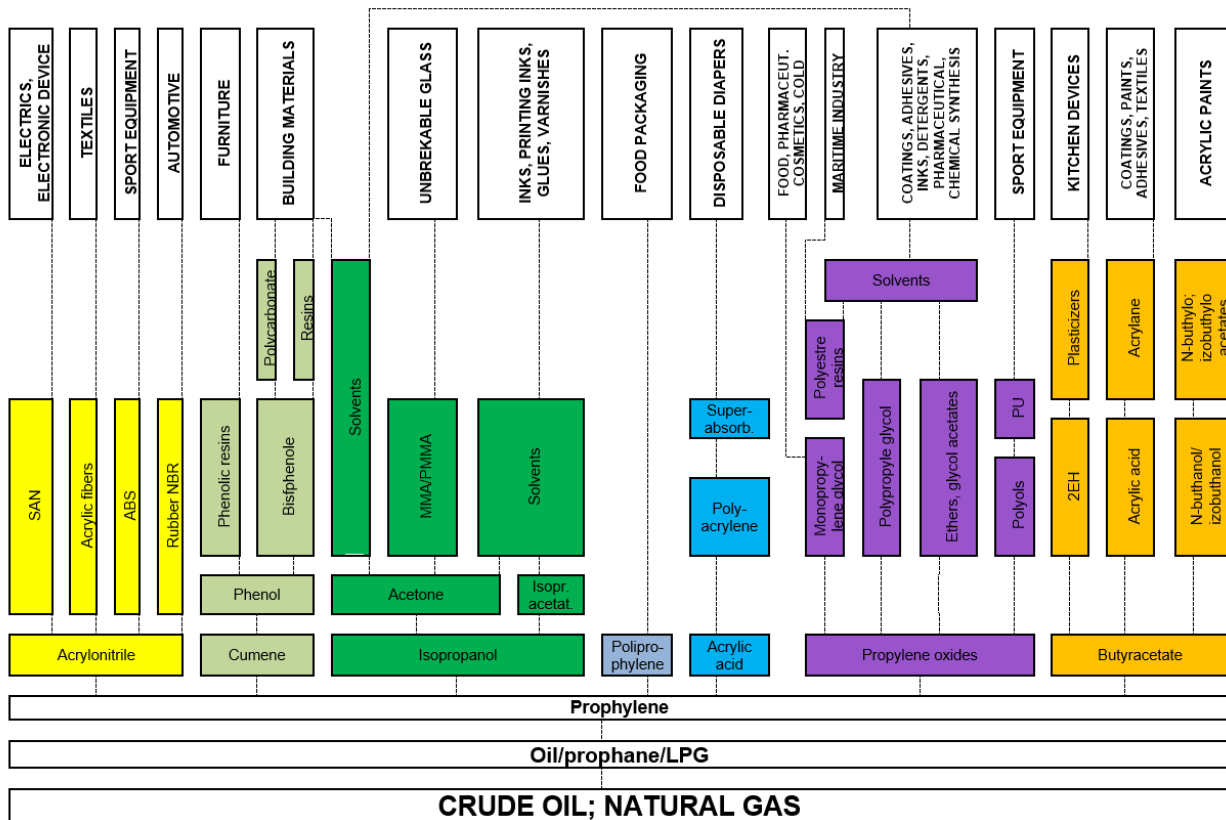 ELECTRICS,
ELECTRONIC DEVICE
TEXTILES
SPORT EQUIPMENT
AUTOMOTIVE
FURNITURE
BUILDING MATERIALS
UNBREKABLE GLASS
INKS, PRINTING INKS,
GLUES, VARNISHES
FOOD PACKAGING
DISPOSABLE DIAPERS
FOOD, PHARMACEUT.
COSMETICS, COLD
MARITIME INDUSTRY
COATINGS, ADHESIVES,
INKS, DETERGENTS,
PHARMACEUTICAL,
CHEMICAL SYNTHESIS
SPORT EQUIPMENT
KITCHEN DEVICES
COATINGS, PAINTS,
ADHESIVES, TEXTILES
ACRYLIC PAINTS
Polycarbonate
Resins
Solvents
Solvents
Polyestre
resins
Plasticizers
Acrylane
N-buthylo;
izobuthylo
acetates
SAN
Acrylic fibers
ABS
Rubber NBR
Phenolic resins
Bisfphenole
MMA/PMMA
Solvents
Super-
absorb.
Poly-
acrylene
Monopropy-
lene glycol
Polypropyle glycol
Ethers, glycol acetates
PU
Polyols
2EH
Acrylic acid
N-buthanol/
izobuthanol
Phenol
Acetone
Isopr.
acetat.
Acrylonitrile
Cumene
Isopropanol
Polipro-
phylene
Acrylic
acid
Propylene oxides
Butyracetate
Prophylene
Oil/prophane/LPG
CRUDE OIL; NATURAL GAS